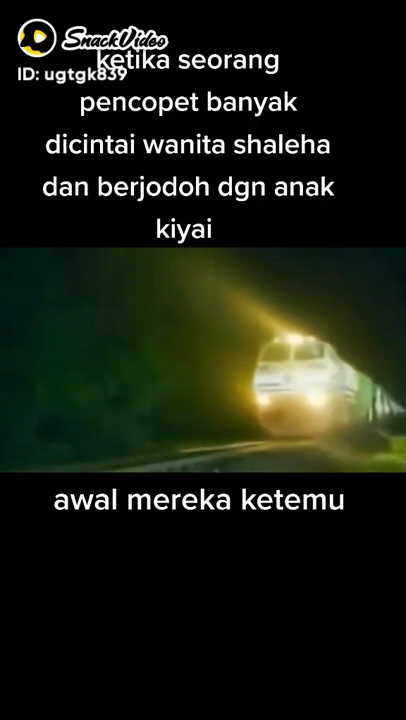 SnackVideo
ketika seorang
ID: ugtgk839
pencopet banyak
dicintai wanita shaleha
dan berjodoh dgn anak
kiyai
awal mereka ketemu